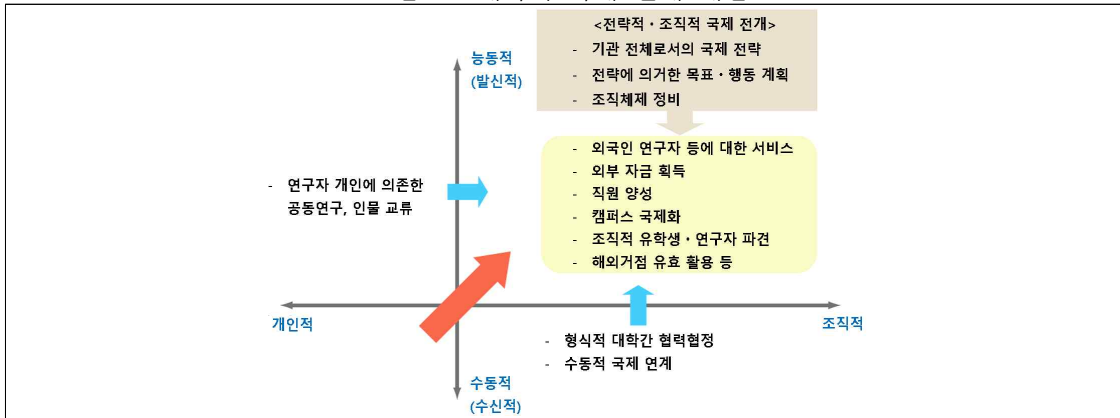 <전략적・조직적 국제 전개>
- 기관 전체로서의 국제 전략
- 전략에 의거한 목표・행동 계획
- 조직체제 정비
능동적
(발신적)
- 외국인 연구자 등에 대한 서비스
- 외부 자금 획득
- 직원 양성
- 캠퍼스 국제화
- 조직적 유학생・연구자 파견
- 해외거점 유효 활용 등
- 연구자 개인에 의존한
공동연구, 인물 교류
개인적
조직적
- 형식적 대학간 협력협정
- 수동적 국제 연계
수동적
(수신적)